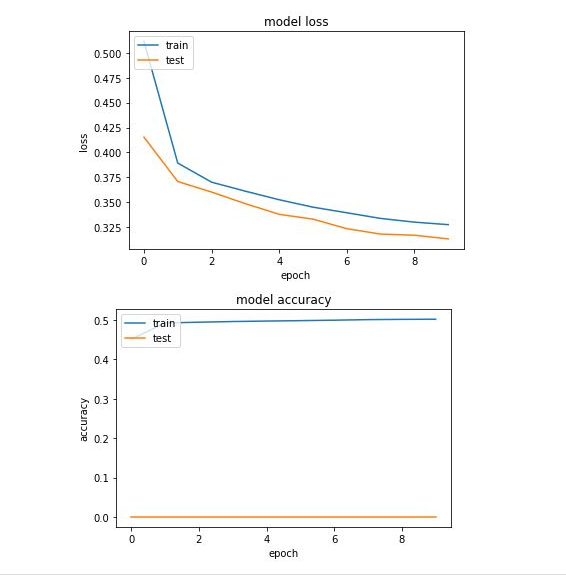 model loss
train
test
0.500
0.475
0.450
0.425
0.400
0.375
0.350
0.325
loss
0 2 4 6 8
epoch
model accuracy
train
test
0.5
0.4
0.3
0.2
0.1
0.0
accuracy
0 2 4 6 8
epoch